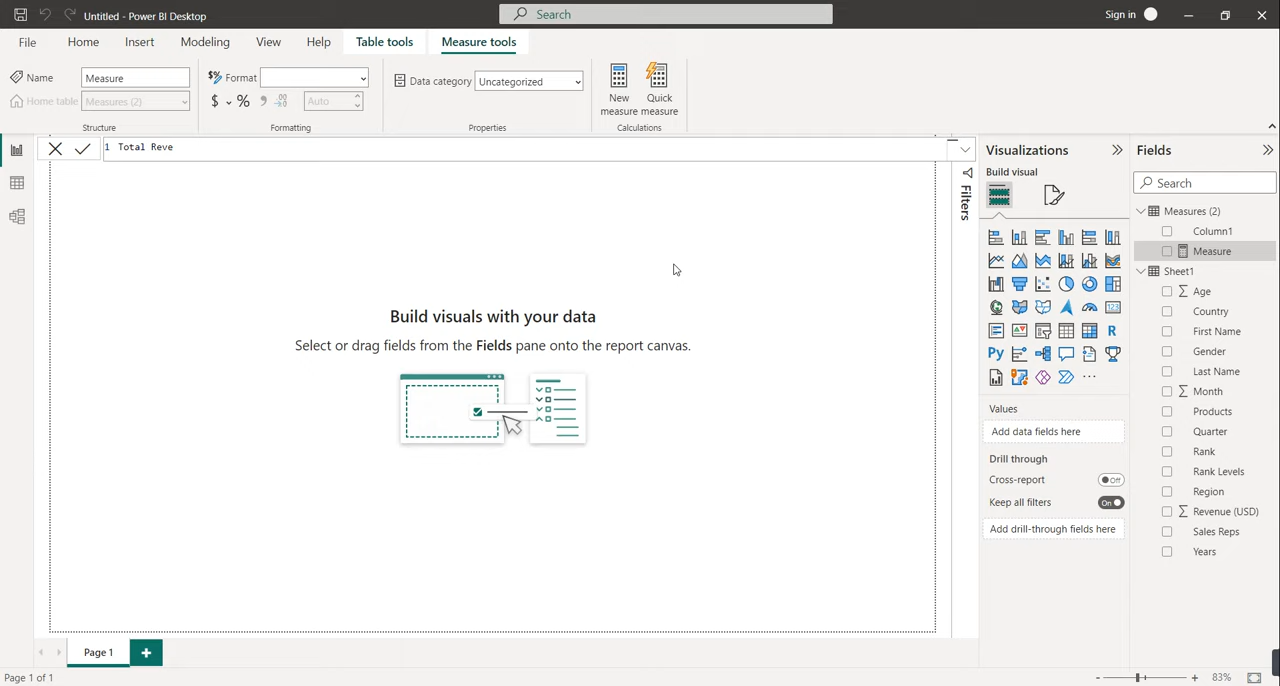 Untitled - Power BI Desktop
Search
Sign in
File Home Insert Modeling View Help Table tools Measure tools
Name Measure
Home table Measures (2)
Structure
Format
$ % Auto
Formatting
Data category Uncategorized
Properties
New measure
Quick measure
Calculations
1 Total Reve
Build visuals with your data
Select or drag fields from the Fields pane onto the report canvas.
Filters
Visualizations
Build visual
123
R
Py
Values
Add data fields here
Drill through
Cross-report Off
Keep all filters On
Add drill-through fields here
Fields
Search
Measures (2)
Column1
Measure
Sheet1
Age
Country
First Name
Gender
Last Name
Month
Products
Quarter
Rank
Rank Levels
Region
Revenue (USD)
Sales Reps
Years
Page 1
Page 1 of 1
- + 83%